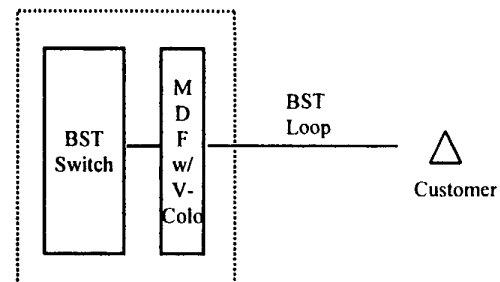 BST
Switch
M
D
F
w/
V-
Colo
BST
Loop
Customer